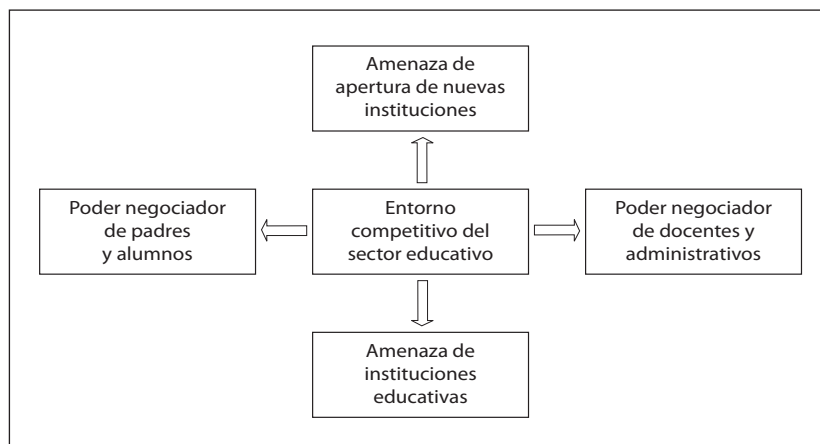 Amenaza de
apertura de nuevas
instituciones
Poder negociador
de padres
y alumnos
Entorno
competitivo del
sector educativo
Poder negociador
de docentes y
administrativos
Amenaza de
instituciones
educativas